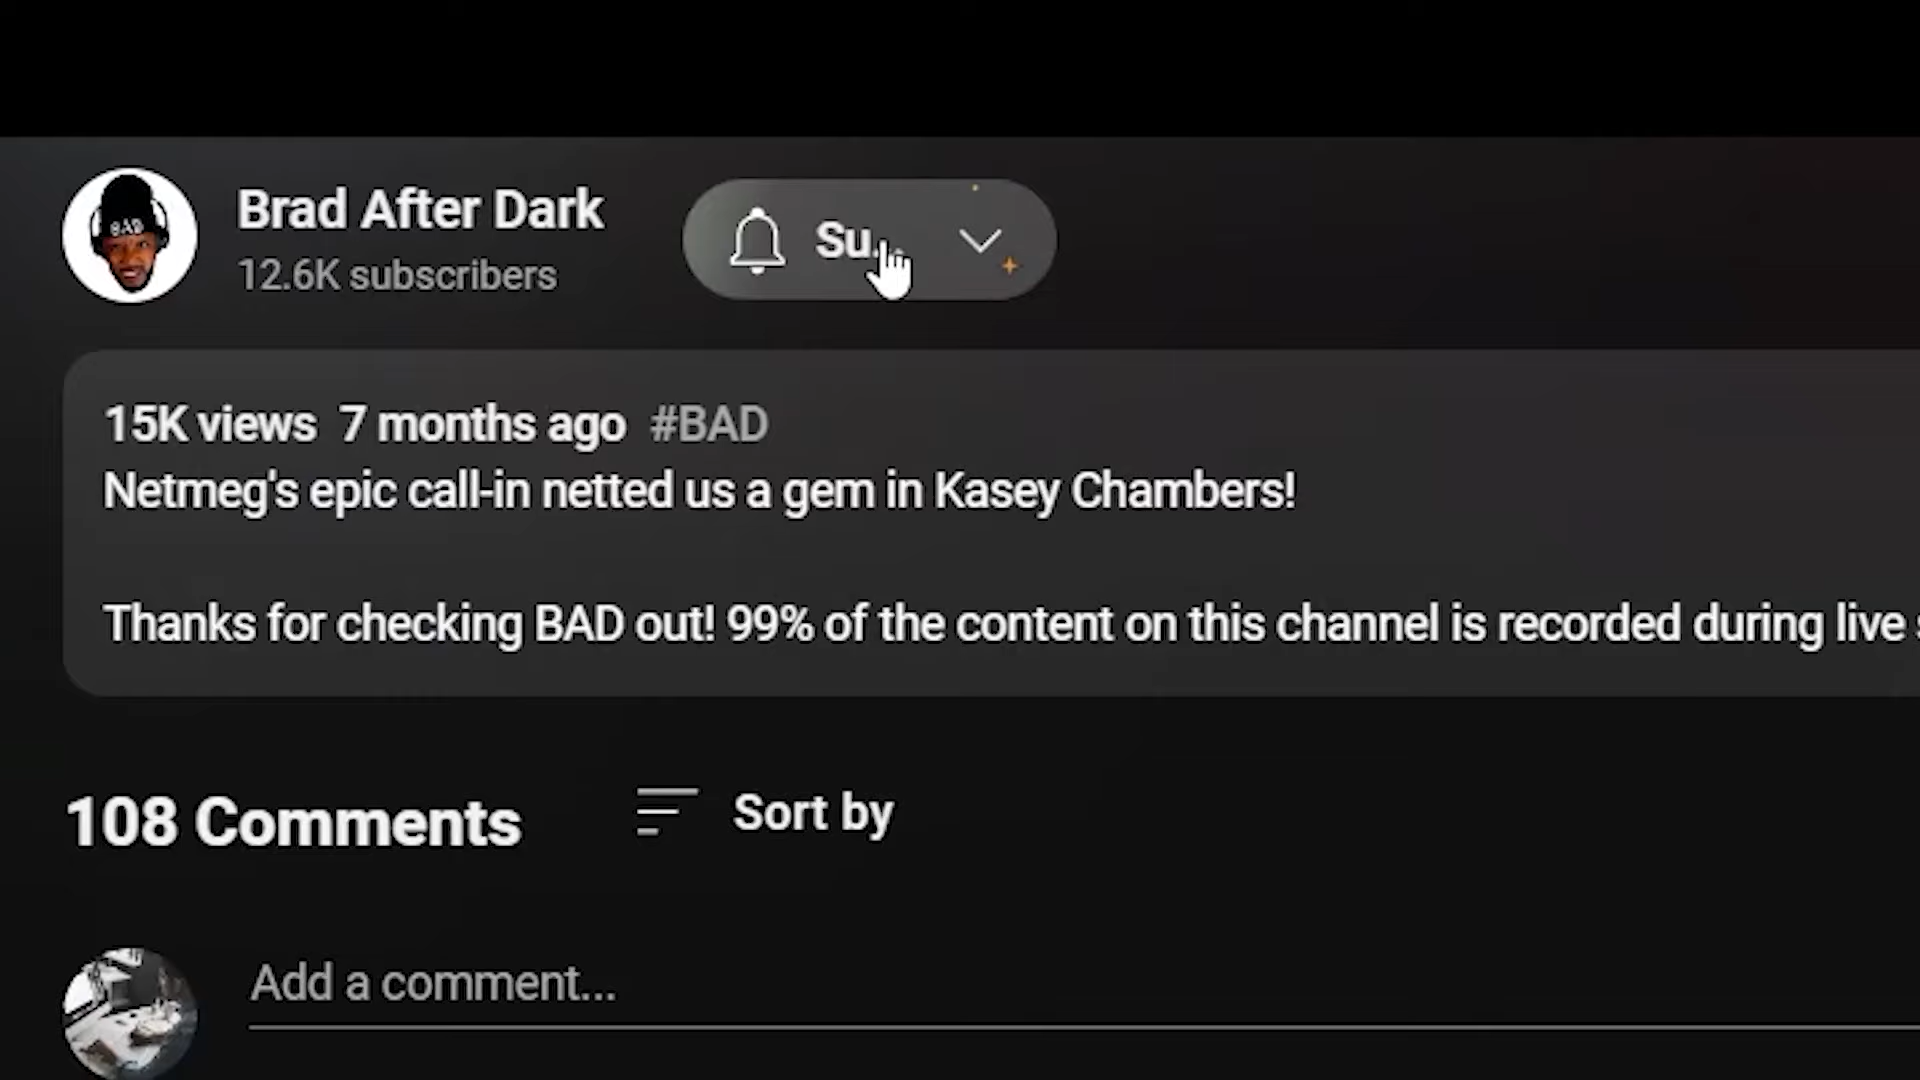 BAD
Brad After Dark
12.6K subscribers
Su...
15K views 7 months ago #BAD
Netmeg's epic call-in netted us a gem in Kasey Chambers!
Thanks for checking BAD out! 99% of the content on this channel is recorded during live
108 Comments
Sort by
Add a comment...